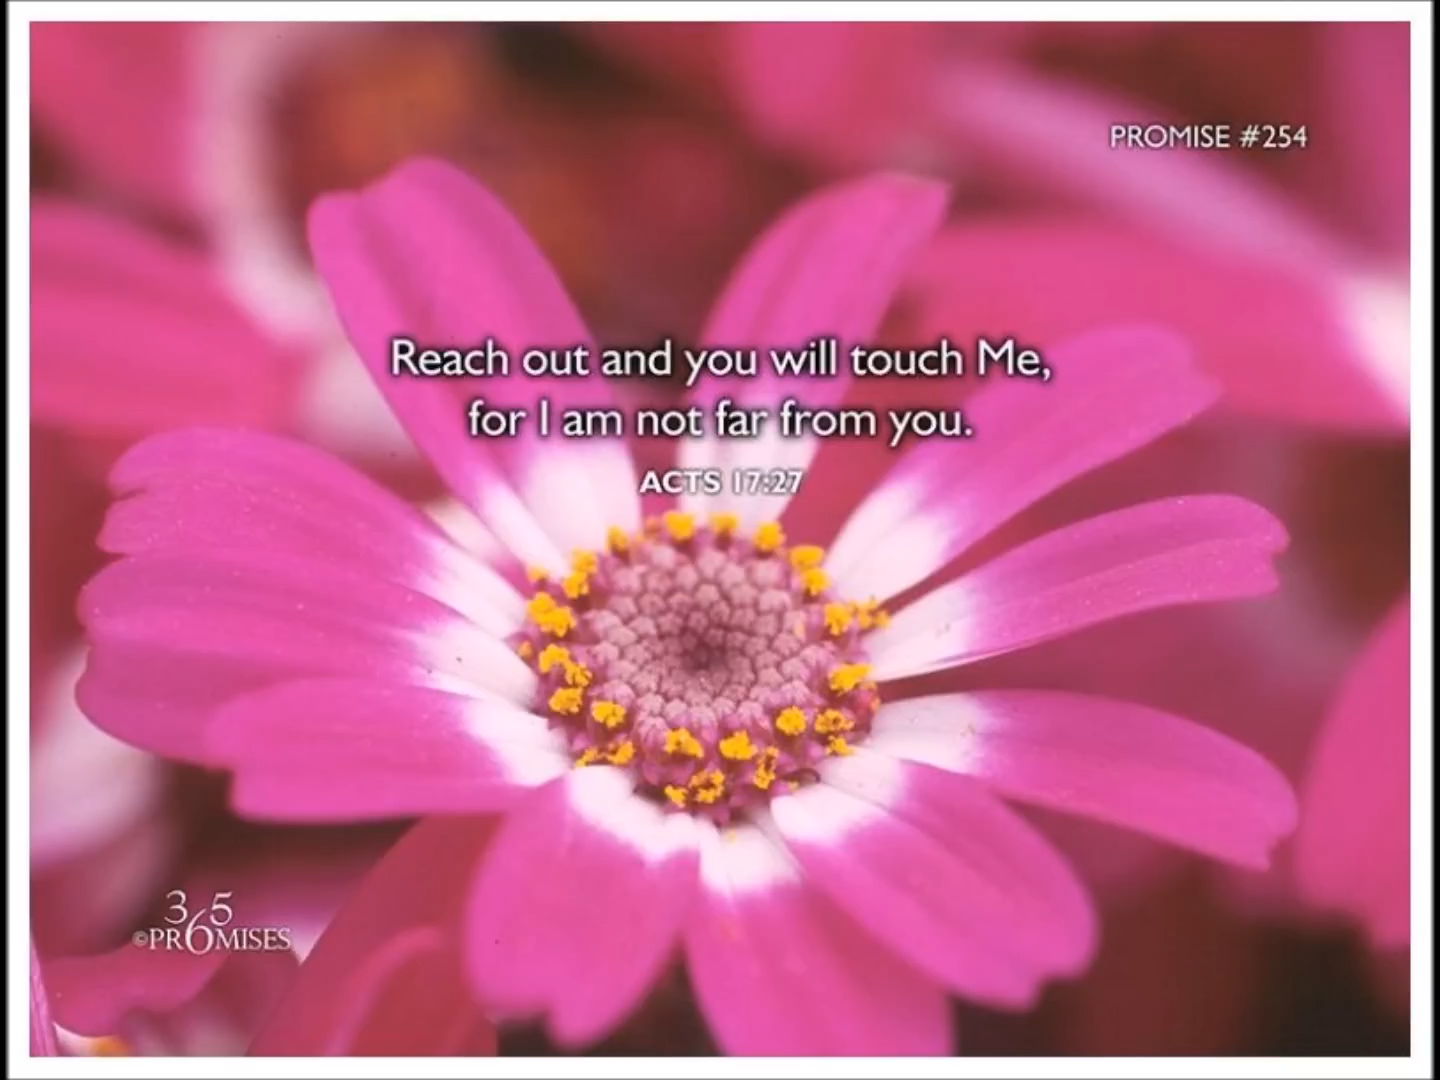 PROMISE #254
Reach out and you will touch Me,
for I am not far from you.
ACTS 17:27
365
©PROMISES